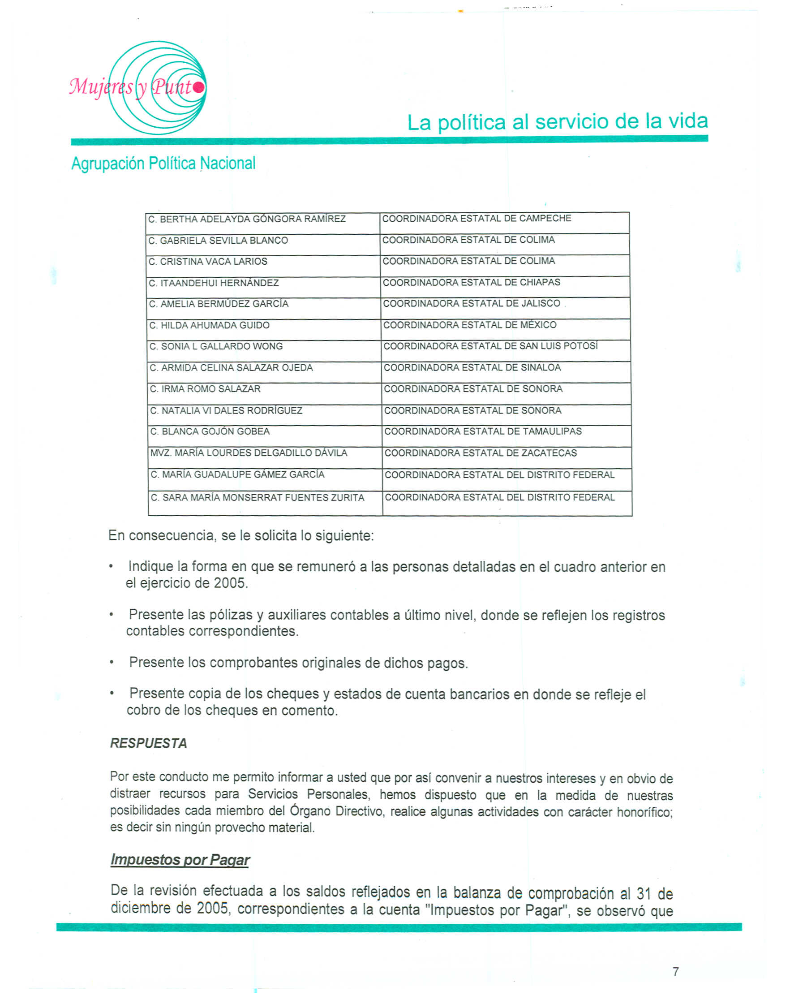 Mujeres y Punto
La política al servicio de la vida
Agrupación Política Nacional
C. BERTHA ADELAYDA GÓNGORA RAMÍREZ COORDINADORA ESTATAL DE CAMPECHE
C. GABRIELA SEVILLA BLANCO COORDINADORA ESTATAL DE COLIMA
C. CRISTINA VACA LARIOS COORDINADORA ESTATAL DE COLIMA
C. ITAANDEHUI HERNÁNDEZ COORDINADORA ESTATAL DE CHIAPAS
C. AMELIA BERMÚDEZ GARCÍA COORDINADORA ESTATAL DE JALISCO
C. HILDA AHUMADA GUIDO COORDINADORA ESTATAL DE MÉXICO
C. SONIA L GALLARDO WONG COORDINADORA ESTATAL DE SAN LUIS POTOSÍ
C. ARMIDA CELINA SALAZAR OJEDA COORDINADORA ESTATAL DE SINALOA
C. IRMA ROMO SALAZAR COORDINADORA ESTATAL DE SONORA
C. NATALIA VI DALES RODRÍGUEZ COORDINADORA ESTATAL DE SONORA
C. BLANCA GOJÓN GOBEA COORDINADORA ESTATAL DE TAMAULIPAS
MVZ. MARÍA LOURDES DELGADILLO DÁVILA COORDINADORA ESTATAL DE ZACATECAS
C. MARÍA GUADALUPE GÁMEZ GARCÍA COORDINADORA ESTATAL DEL DISTRITO FEDERAL
C. SARA MARÍA MONSERRAT FUENTES ZURITA COORDINADORA ESTATAL DEL DISTRITO FEDERAL
En consecuencia, se le solicita lo siguiente:
• Indique la forma en que se remuneró a las personas detalladas en el cuadro anterior en
el ejercicio de 2005.
• Presente las pólizas y auxiliares contables a último nivel, donde se reflejen los registros
contables correspondientes.
• Presente los comprobantes originales de dichos pagos.
• Presente copia de los cheques y estados de cuenta bancarios en donde se refleje el
cobro de los cheques en comento.
RESPUESTA
Por este conducto me permito informar a usted que por así convenir a nuestros intereses y en obvio de
distraer recursos para Servicios Personales, hemos dispuesto que en la medida de nuestras
posibilidades cada miembro del Órgano Directivo, realice algunas actividades con carácter honorífico;
es decir sin ningún provecho material.
Impuestos por Pagar
De la revisión efectuada a los saldos reflejados en la balanza de comprobación al 31 de
diciembre de 2005, correspondientes a la cuenta "Impuestos por Pagar", se observó que
7